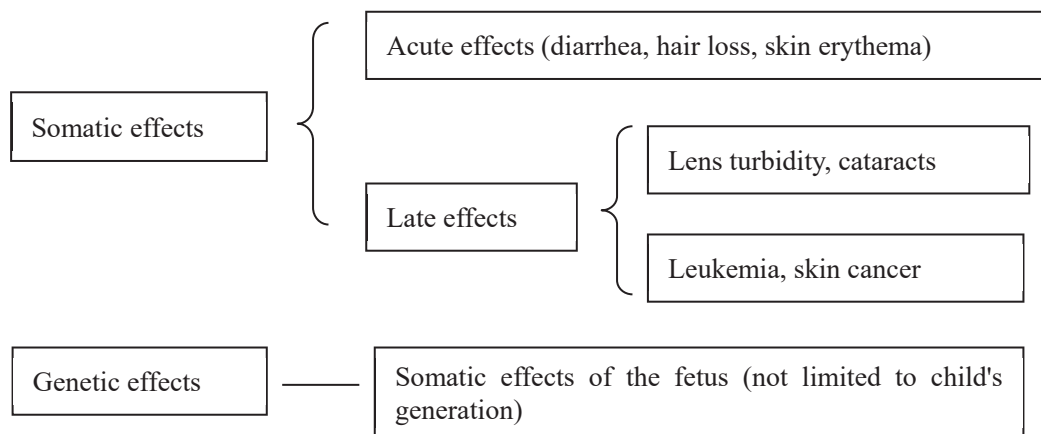 Acute effects (diarrhea, hair loss, skin erythema)
Somatic effects
Lens turbidity, cataracts
Late effects
Leukemia, skin cancer
Genetic effects
Somatic effects of the fetus (not limited to child's
generation)